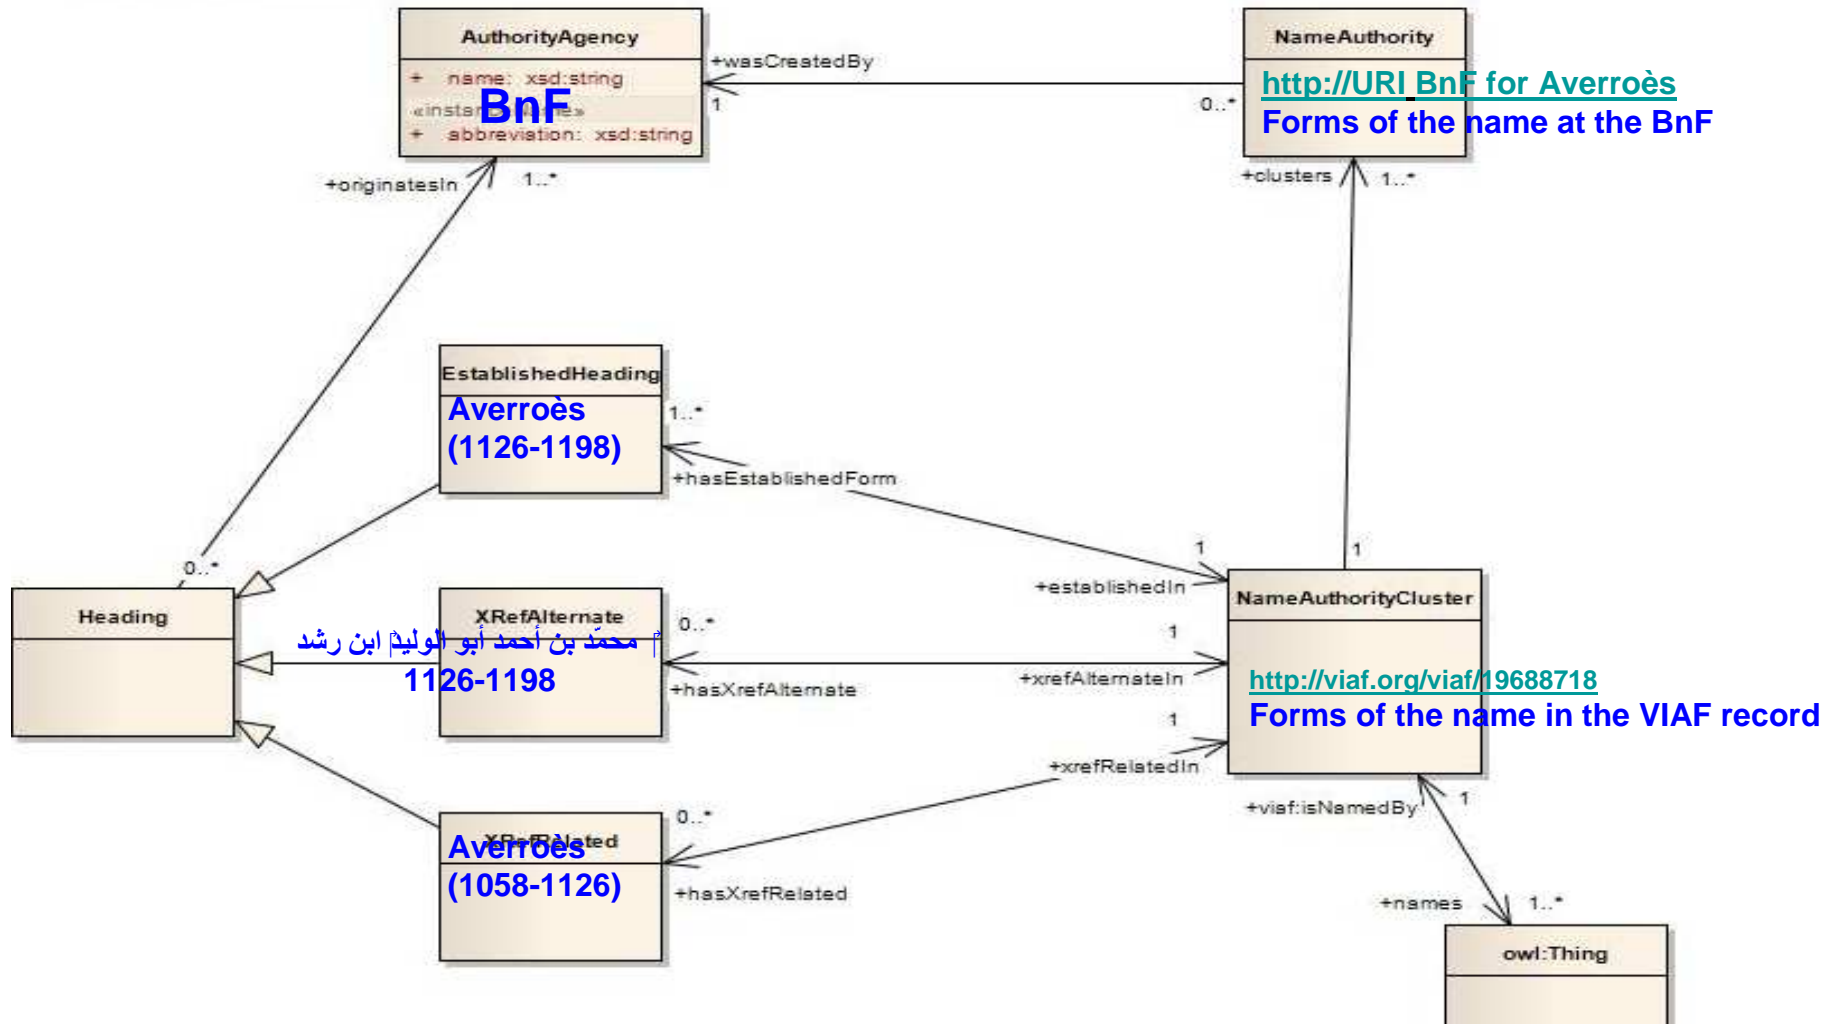 AuthorityAgency
+ name: xsd:string
BnF
+ abbreviation: xsd:string
+wasCreatedBy
1
0..*
NameAuthority
http://URI BnF for Averroès
Forms of the name at the BnF
+originatesIn
1..*
+clusters
1..*
EstablishedHeading
Averroès
(1126-1198)
1..*
+hasEstablishedForm
0..*
1
+establishedIn
1
Heading
XRefAlternate
محمّد بن أحمد أبو الوليد ابن رشد
1126-1198
0..*
+hasXrefAlternate
1
+xrefAlternateIn
NameAuthorityCluster
http://viaf.org/viaf/19688718
Forms of the name in the VIAF record
1
+xrefRelatedIn
XRefRelated
Averroès
(1058-1126)
0..*
+hasXrefRelated
+viaf:isNamedBy
1
+names
1..*
owl:Thing